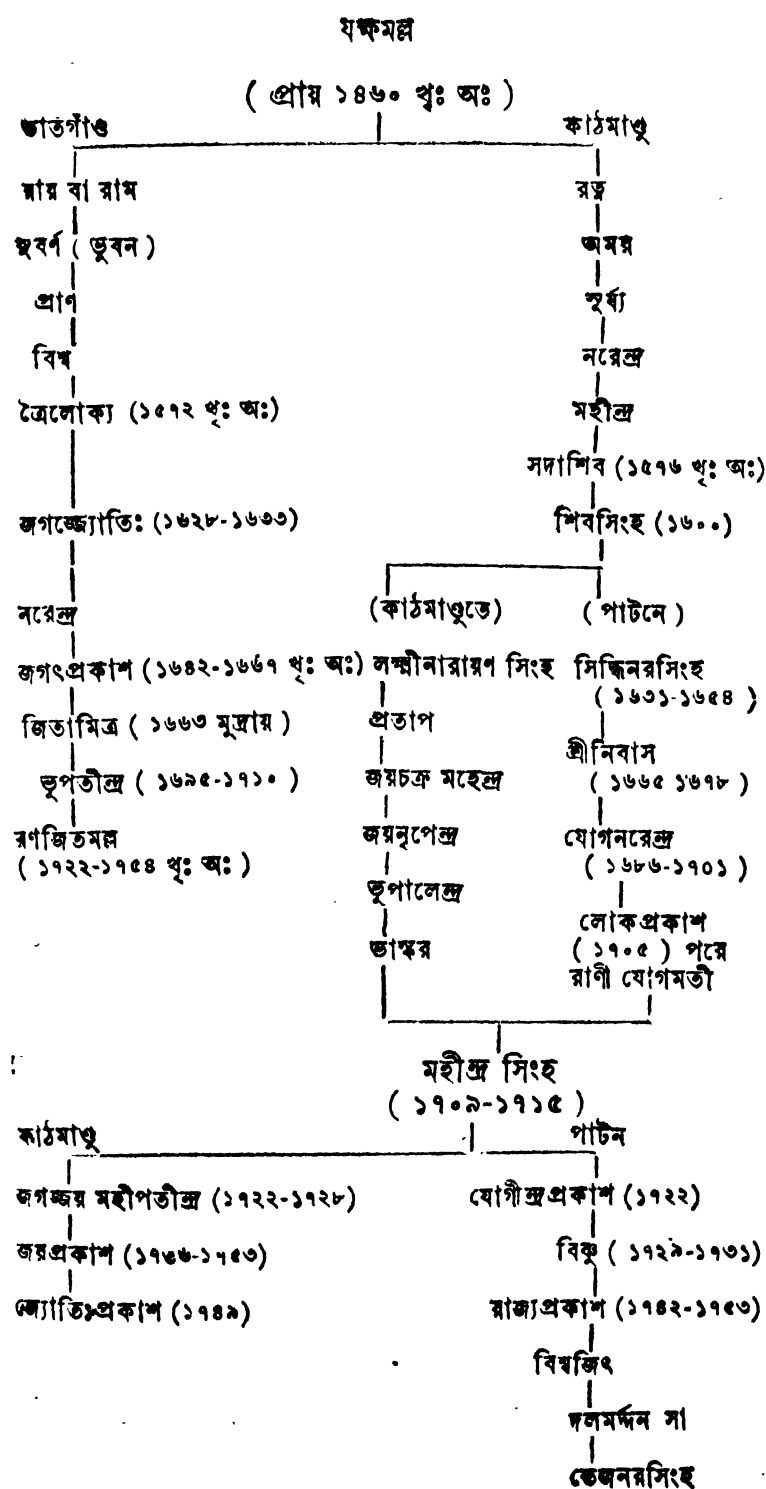 যক্ষমল্ল
( প্রায় ১৪৬০ খৃঃ অঃ )
ভাতগাঁও কাঠমাণ্ডু
রায় বা রাম রত্ন
সুবর্ণ ( ভুবন ) অমর
প্রাণ সূর্য্য
বিশ্ব নরেন্দ্র
ত্রৈলোক্য (১৫৭২ খৃঃ অঃ) মহীন্দ্র
সদাশিব (১৫৭৬ খৃঃ অঃ)
জগজ্জ্যোতিঃ (১৬২৮-১৬৩৩) শিবসিংহ (১৬০০)
নরেন্দ্র (কাঠমাণ্ডুতে) ( পাটনে )
জগৎপ্রকাশ (১৬৪২-১৬৬৭ খৃঃ অঃ) লক্ষ্মীনারায়ণ সিংহ সিদ্ধিনরসিংহ
( ১৬৩১-১৬৫৪ )
জিতামিত্র ( ১৬৬৩ মুদ্রায় ) প্রতাপ শ্রীনিবাস
ভূপতীন্দ্র ( ১৬৯৫-১৭১০ ) জয়চক্র মহেন্দ্র ( ১৬৬৫ ১৬৭৮ )
রণজিতমল্ল জয়নৃপেন্দ্র যোগনরেন্দ্র
( ১৭২২-১৭৫৪ খৃঃ অঃ ) ( ১৬৮৬-১৭০১ )
ভূপালেন্দ্র লোকপ্রকাশ
ভাস্কর ( ১৭০৫ ) পরে
রাণী যোগমতী
মহীন্দ্র সিংহ
( ১৭০৯-১৭১৫ )
কাঠমাণ্ডু পাটন
জগজ্জয় মহীপতীন্দ্র (১৭২২-১৭২৮) যোগীন্দ্রপ্রকাশ (১৭২২)
জয়প্রকাশ (১৭৩৬-১৭৫৩) বিষ্ণু ( ১৭২৯-১৭৩১)
জ্যোতিঃপ্রকাশ (১৭৪৯) রাজ্যপ্রকাশ (১৭৪২-১৭৫৩)
বিশ্বজিৎ
দলমর্দ্দন সা
তেজনরসিংহ